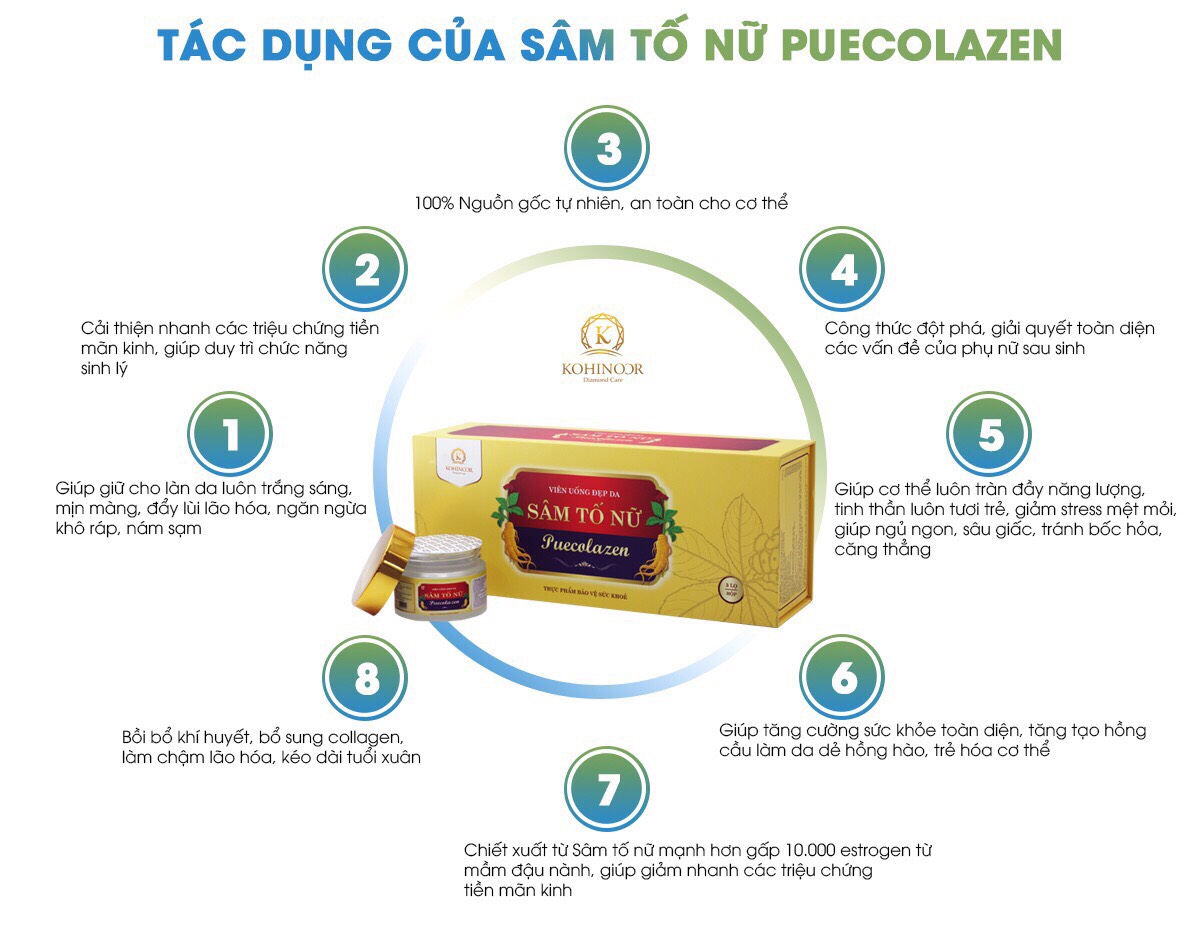 TÁC DỤNG CỦA SÂM TỐ NỮ PUECOLAZEN
3
100% Nguồn gốc tự nhiên, an toàn cho cơ thể
2
Cải thiện nhanh các triệu chứng tiền
mãn kinh, giúp duy trì chức năng
sinh lý
4
Công thức đột phá, giải quyết toàn diện
các vấn đề của phụ nữ sau sinh
K
KOHINOOR
Diamond Care
1
Giúp giữ cho làn da luôn trắng sáng,
mịn màng, đẩy lùi lão hóa, ngăn ngừa
khô ráp, nám sạm
5
Giúp cơ thể luôn tràn đầy năng lượng,
tinh thần luôn tươi trẻ, giảm stress mệt mỏi,
giúp ngủ ngon, sâu giấc, tránh bốc hỏa,
căng thẳng
SÂM TỐ NỮ
Puecolazen
K
KOHINOOR
VIÊN UỐNG ĐẸP DA
SÂM TỐ NỮ
Puecolazen
THỰC PHẨM BẢO VỆ SỨC KHOẺ
3 LỌ
HỘP
VIÊN UỐNG ĐẸP DA
SÂM TỐ NỮ
Puecolazen
8
Bồi bổ khí huyết, bổ sung collagen,
làm chậm lão hóa, kéo dài tuổi xuân
6
Giúp tăng cường sức khỏe toàn diện, tăng tạo hồng
cầu làm da dẻ hồng hào, trẻ hóa cơ thể
7
Chiết xuất từ Sâm tố nữ mạnh hơn gấp 10.000 estrogen từ
mầm đậu nành, giúp giảm nhanh các triệu chứng
tiền mãn kinh